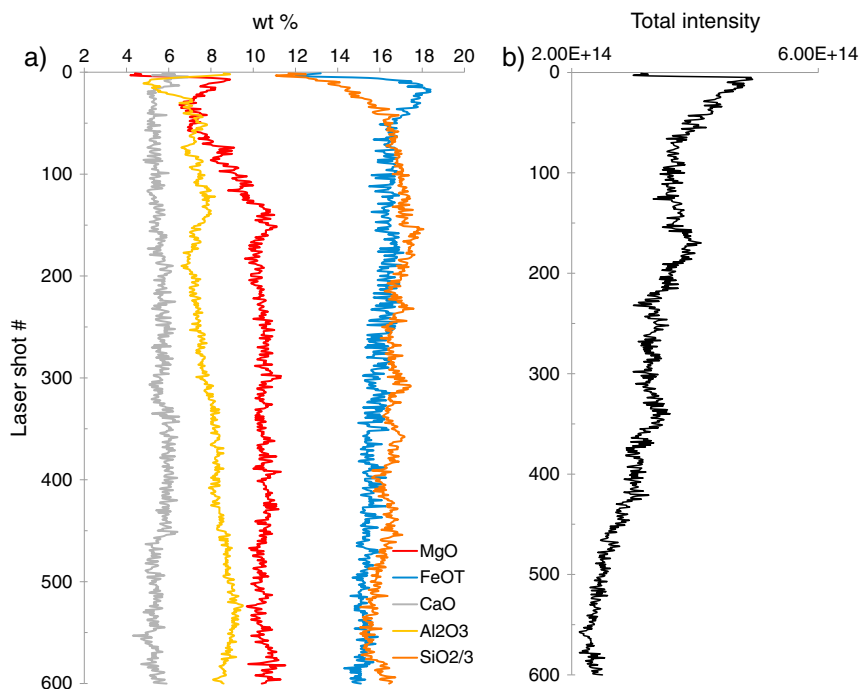 wt %
2 4 6 8 10 12 14 16 18 20
a)
0
100
200
300
400
500
600
Laser shot #
MgO
FeOT
CaO
Al2O3
SiO2/3
Total intensity
2.00E+14 6.00E+14
b)
0
100
200
300
400
500
600